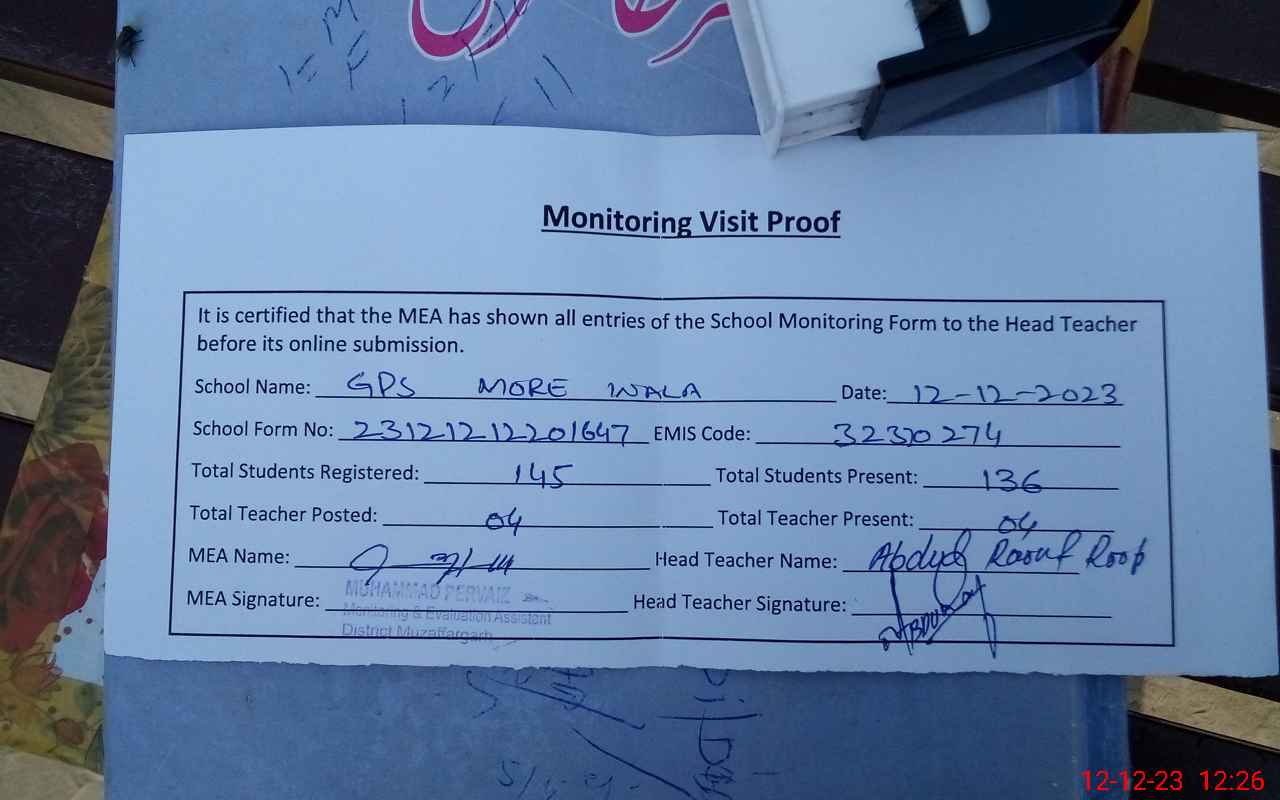 Monitoring Visit Proof
It is certified that the MEA has shown all entries of the School Monitoring Form to the Head Teacher
before its online submission.
School Name: GPS MORE WALA Date: 12-12-2023
School Form No: 23121212201647 EMIS Code: 32310274
Total Students Registered: 145 Total Students Present: 136
Total Teacher Posted: 04 Total Teacher Present: 04
MEA Name: Head Teacher Name: Abdul Raouf Roop
MEA Signature: MUHAMMAD PERVAIZ Head Teacher Signature:
Monitoring & Evaluation Assistant
District Muzaffargarh
12-12-23 12:26